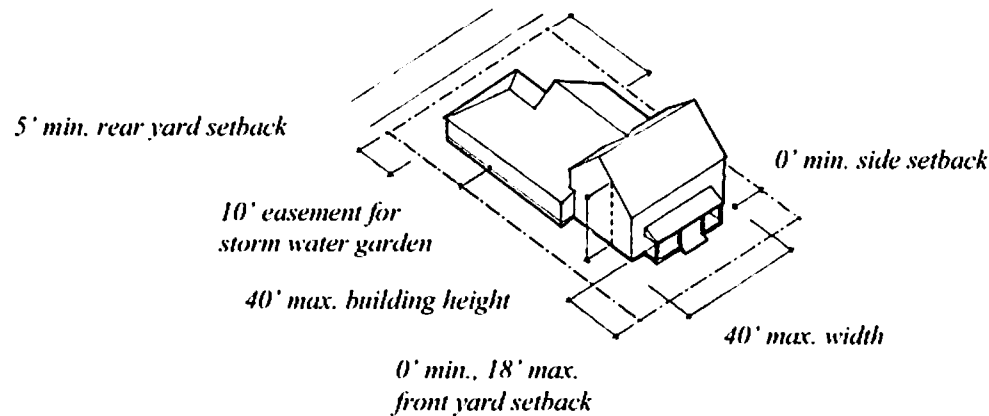 5' min. rear yard setback
0' min. side setback
10' easement for
storm water garden
40' max. building height
40' max. width
0' min., 18' max.
front yard setback